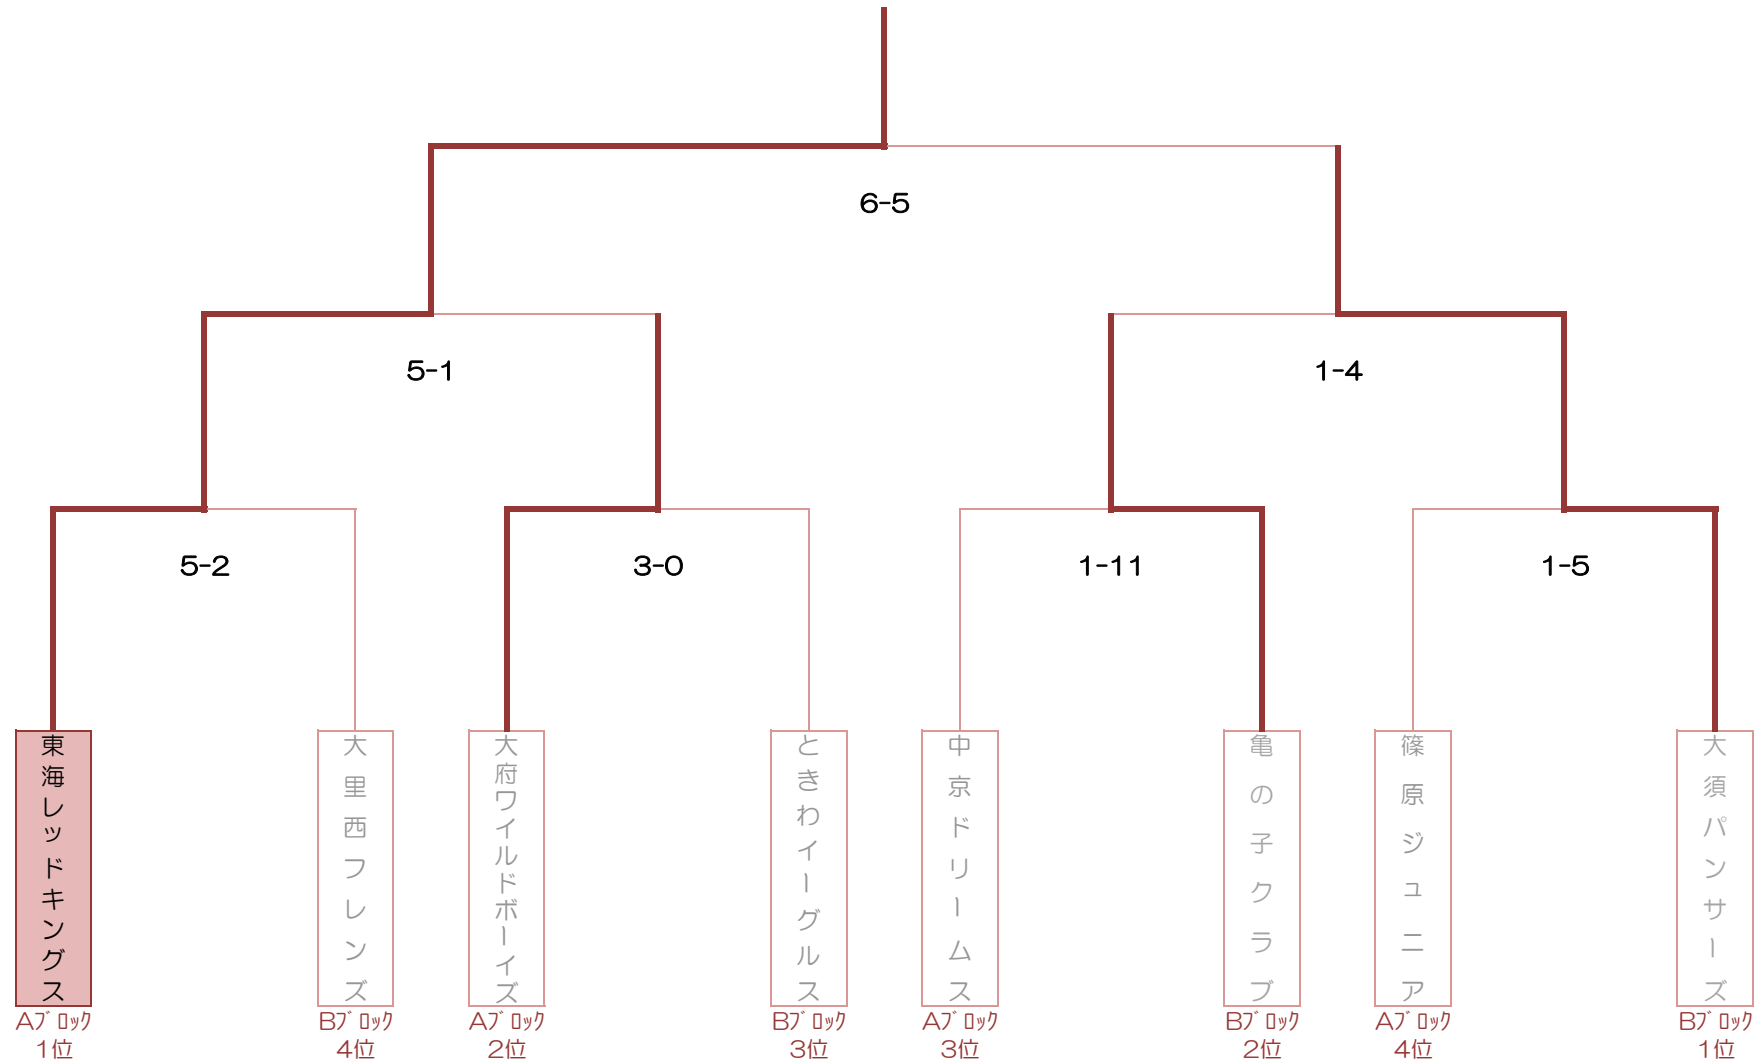 6-5
5-1
1-4
5-2
3-0
1-11
1-5
東海レッドキングス
大里西フレンズ
大府ワイルドボーイズ
ときわイーグルス
中京ドリームス
亀の子クラブ
篠原ジュニア
大須パンサーズ
Aﾌﾞﾛｯｸ
1位
Bﾌﾞﾛｯｸ
4位
Aﾌﾞﾛｯｸ
2位
Bﾌﾞﾛｯｸ
3位
Aﾌﾞﾛｯｸ
3位
Bﾌﾞﾛｯｸ
2位
Aﾌﾞﾛｯｸ
4位
Bﾌﾞﾛｯｸ
1位